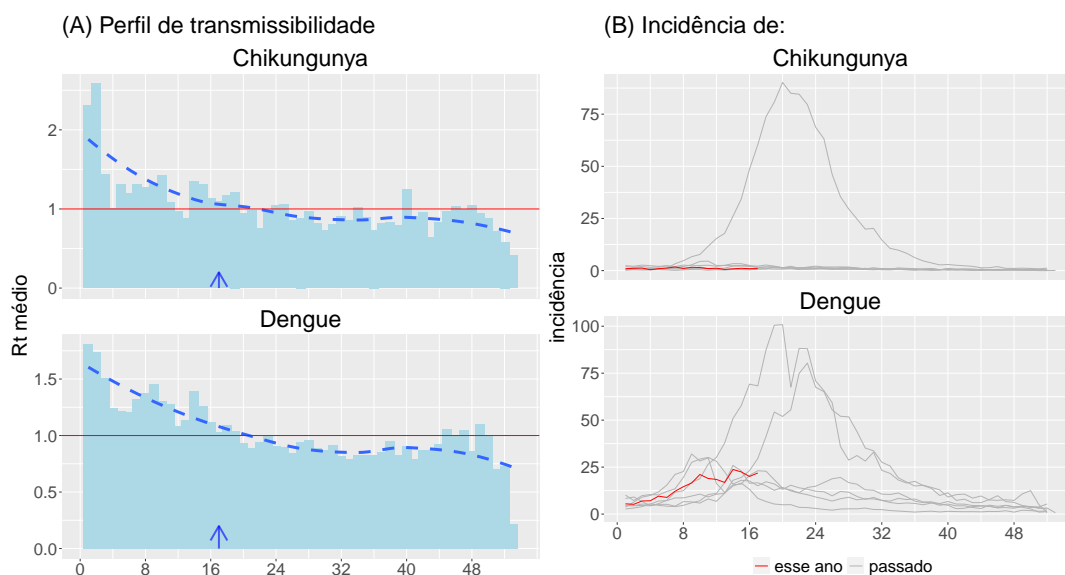 (A) Perfil de transmissibilidade
Chikungunya
2
1
0
Dengue
1.5
1.0
0.5
0.0
0 8 16 24 32 40 48
Rt médio
(B) Incidência de:
Chikungunya
75
50
25
0
Dengue
100
75
50
25
0
0 8 16 24 32 40 48
incidência
esse ano passado